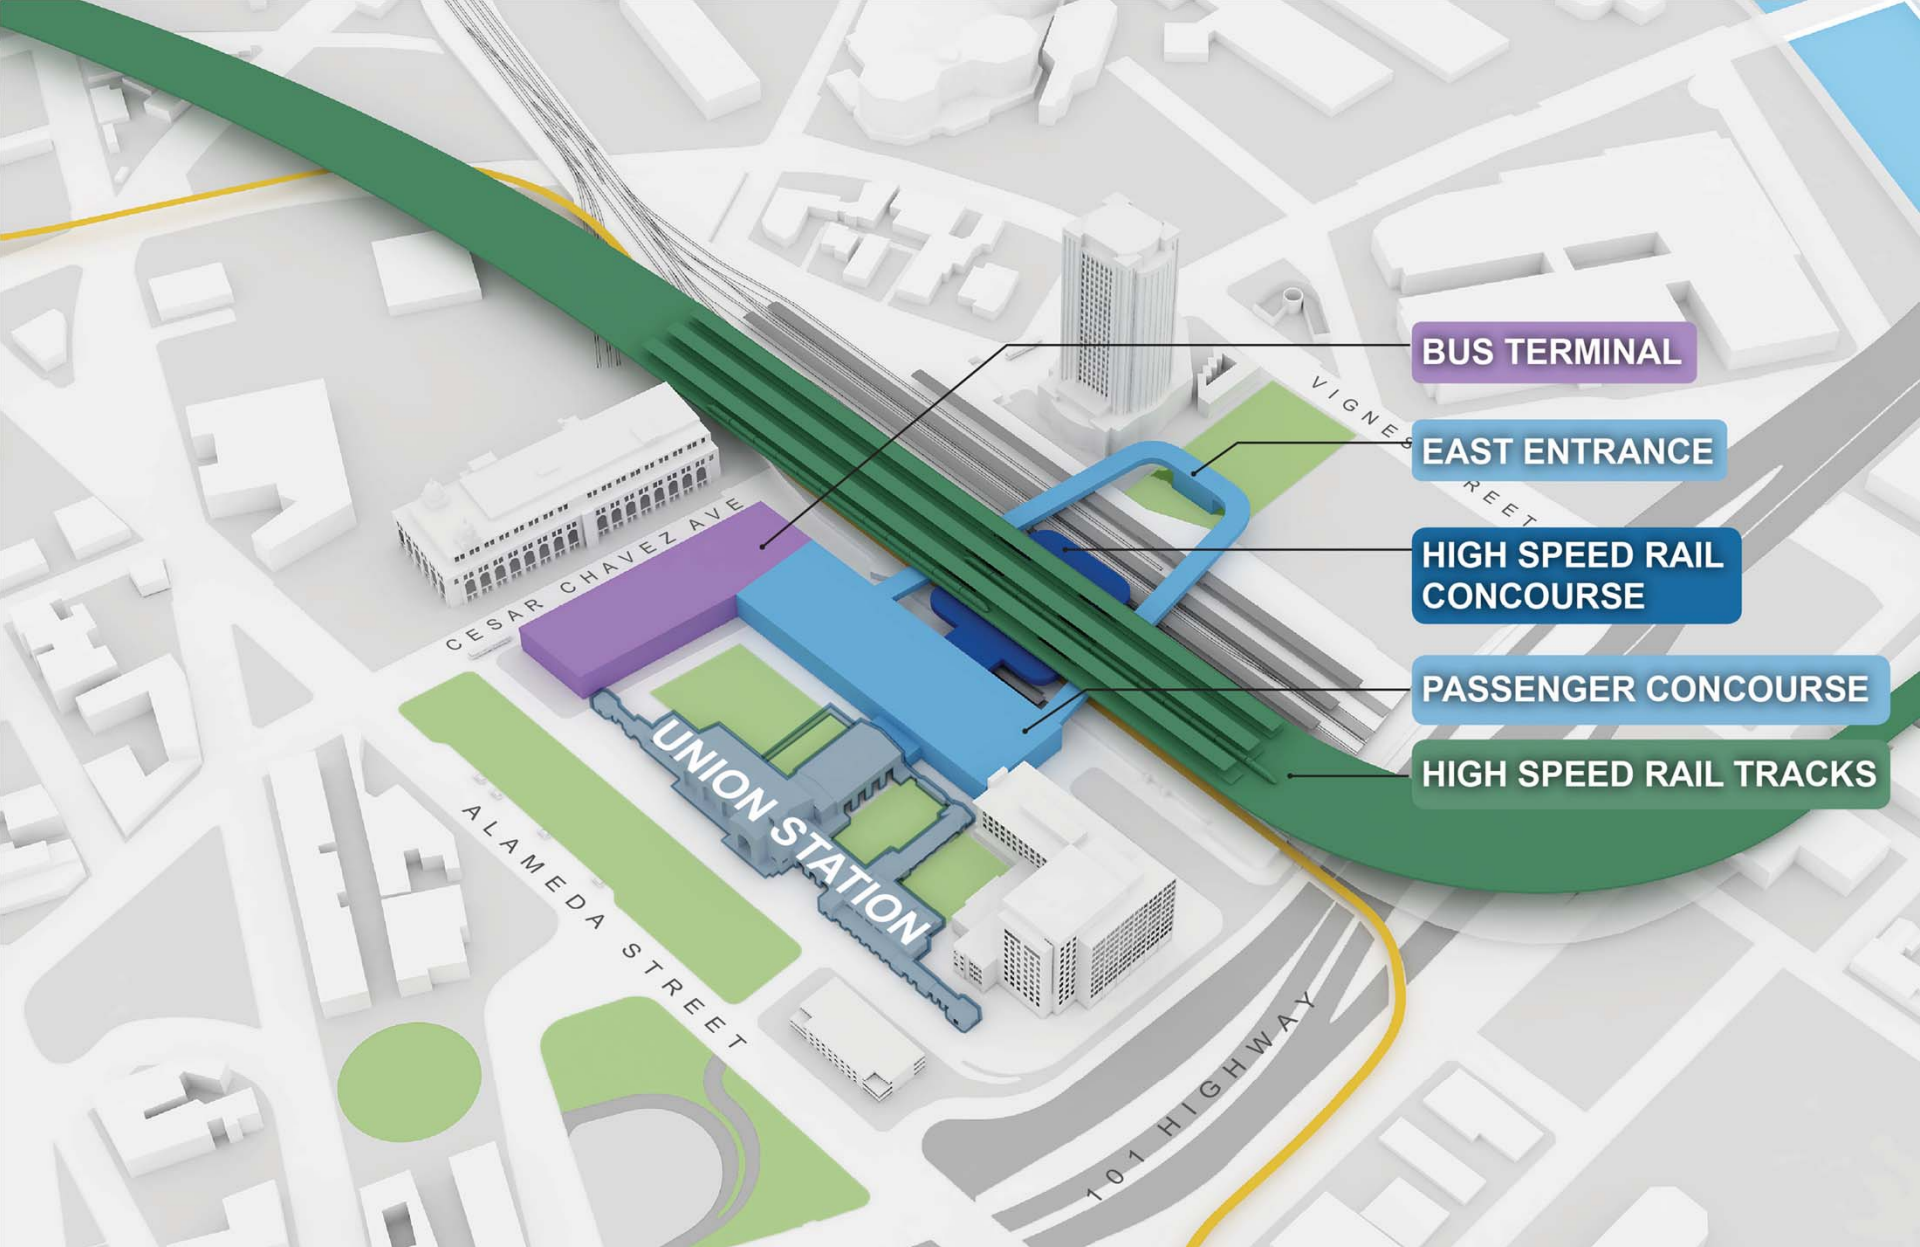 BUS TERMINAL
EAST ENTRANCE
HIGH SPEED RAIL
CONCOURSE
PASSENGER CONCOURSE
HIGH SPEED RAIL TRACKS
VIGNES
REET
CESAR CHAVEZ AVE
UNION STATION
ALAMEDA STREET
101 HIGHWAY